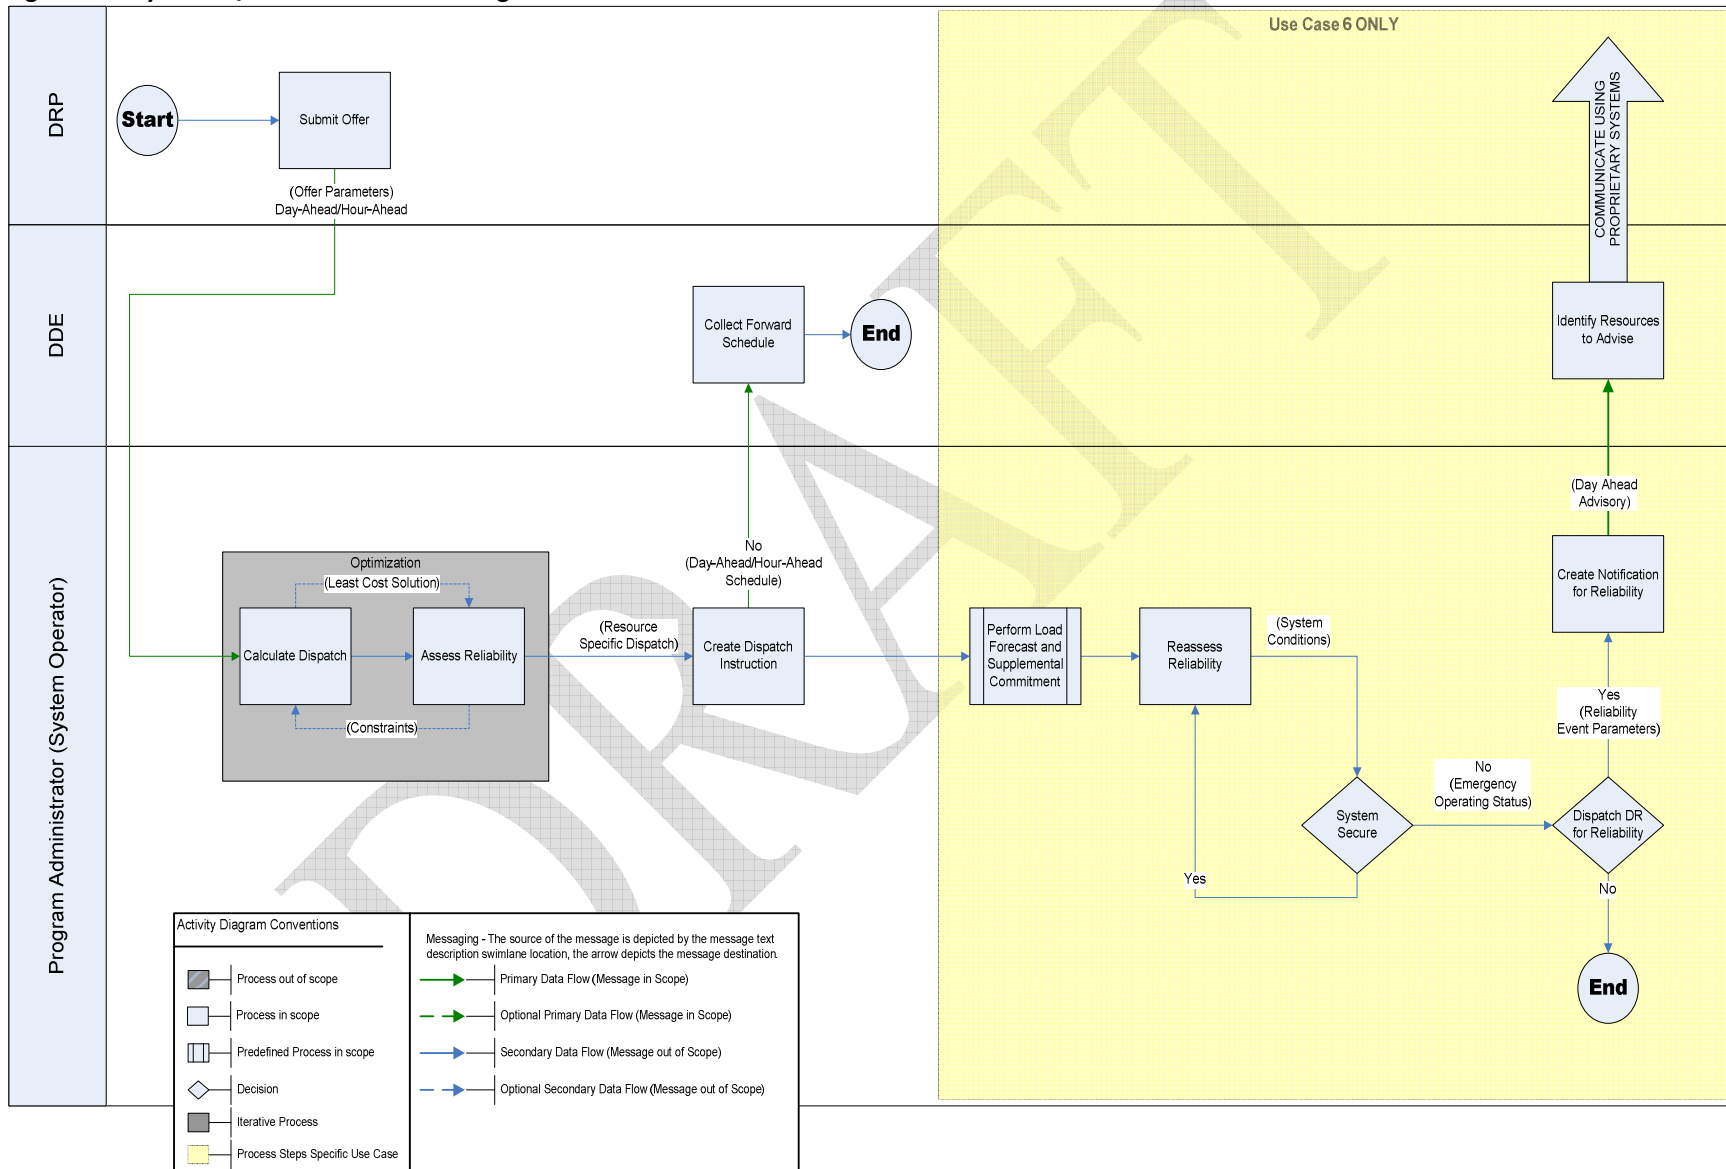 Use Case 6 ONLY
DRP
Start
Submit Offer
(Offer Parameters)
Day-Ahead/Hour-Ahead
COMMUNICATE USING
PROPRIETARY SYSTEMS
DDE
Collect Forward
Schedule
End
Identify Resources
to Advise
Program Administrator (System Operator)
(Day Ahead
Advisory)
No
(Day-Ahead/Hour-Ahead
Schedule)
Optimization
(Least Cost Solution)
Calculate Dispatch
Assess Reliability
(Constraints)
(Resource
Specific Dispatch)
Create Dispatch
Instruction
Perform Load
Forecast and
Supplemental
Commitment
Reassess
Reliability
(System
Conditions)
Create Notification
for Reliability
Yes
(Reliability
Event Parameters)
System
Secure
No
(Emergency
Operating Status)
Dispatch DR
for Reliability
Yes
No
End
DRAFT
Activity Diagram Conventions
Process out of scope
Process in scope
Predefined Process in scope
Decision
Iterative Process
Process Steps Specific Use Case
Messaging - The source of the message is depicted by the message text
description swimlane location, the arrow depicts the message destination.
Primary Data Flow (Message in Scope)
Optional Primary Data Flow (Message in Scope)
Secondary Data Flow (Message out of Scope)
Optional Secondary Data Flow (Message out of Scope)